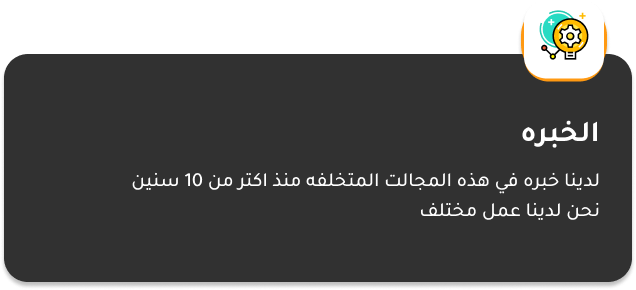 الخبره
لدينا خبره في هذه المجالت المتخلفه منذ اكتر من 10 سنين
نحن لدينا عمل مختلف